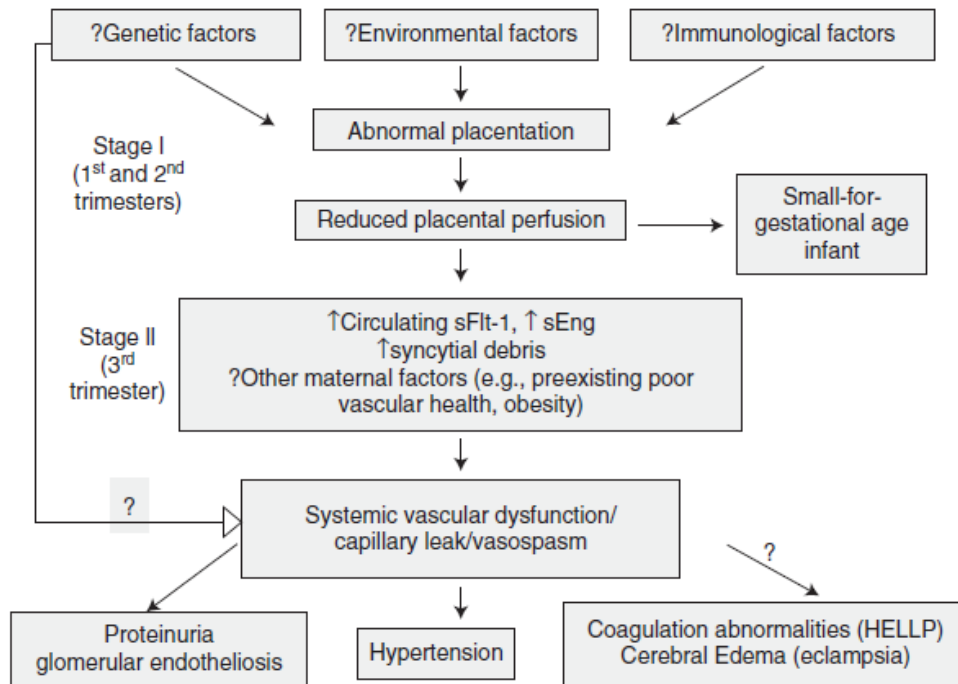 ?Genetic factors
?Environmental factors
?Immunological factors
Abnormal placentation
Stage I
(1st and 2nd
trimesters)
Reduced placental perfusion
Small-for-
gestational age
infant
Stage II
(3rd
trimester)
↑Circulating sFlt-1, ↑ sEng
↑syncytial debris
?Other maternal factors (e.g., preexisting poor
vascular health, obesity)
?
Systemic vascular dysfunction/
capillary leak/vasospasm
?
Proteinuria
glomerular endotheliosis
Hypertension
Coagulation abnormalities (HELLP)
Cerebral Edema (eclampsia)